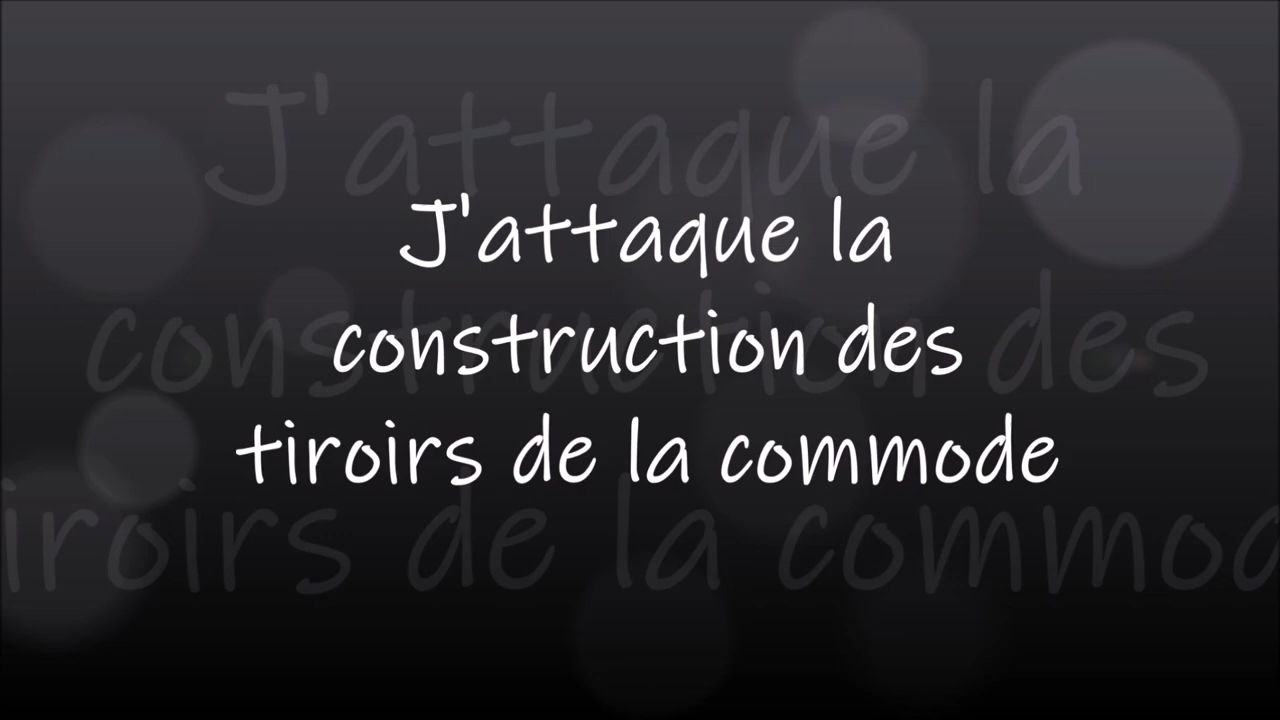 J'attaque la
construction des
tiroirs de la commode